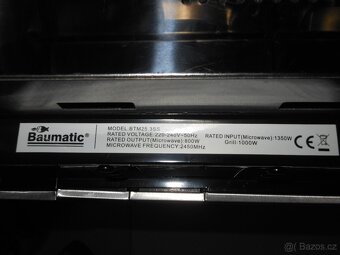 Baumatic®
MODEL:BTM25.3SS
RATED VOLTAGE:220-240V~50Hz
RATED OUTPUT(Microwave):800W
MICROWAVE FREQUENCY:2450MHz
RATED INPUT(Microwave):1350W
Grill-1000W
CE
© Bazos.cz